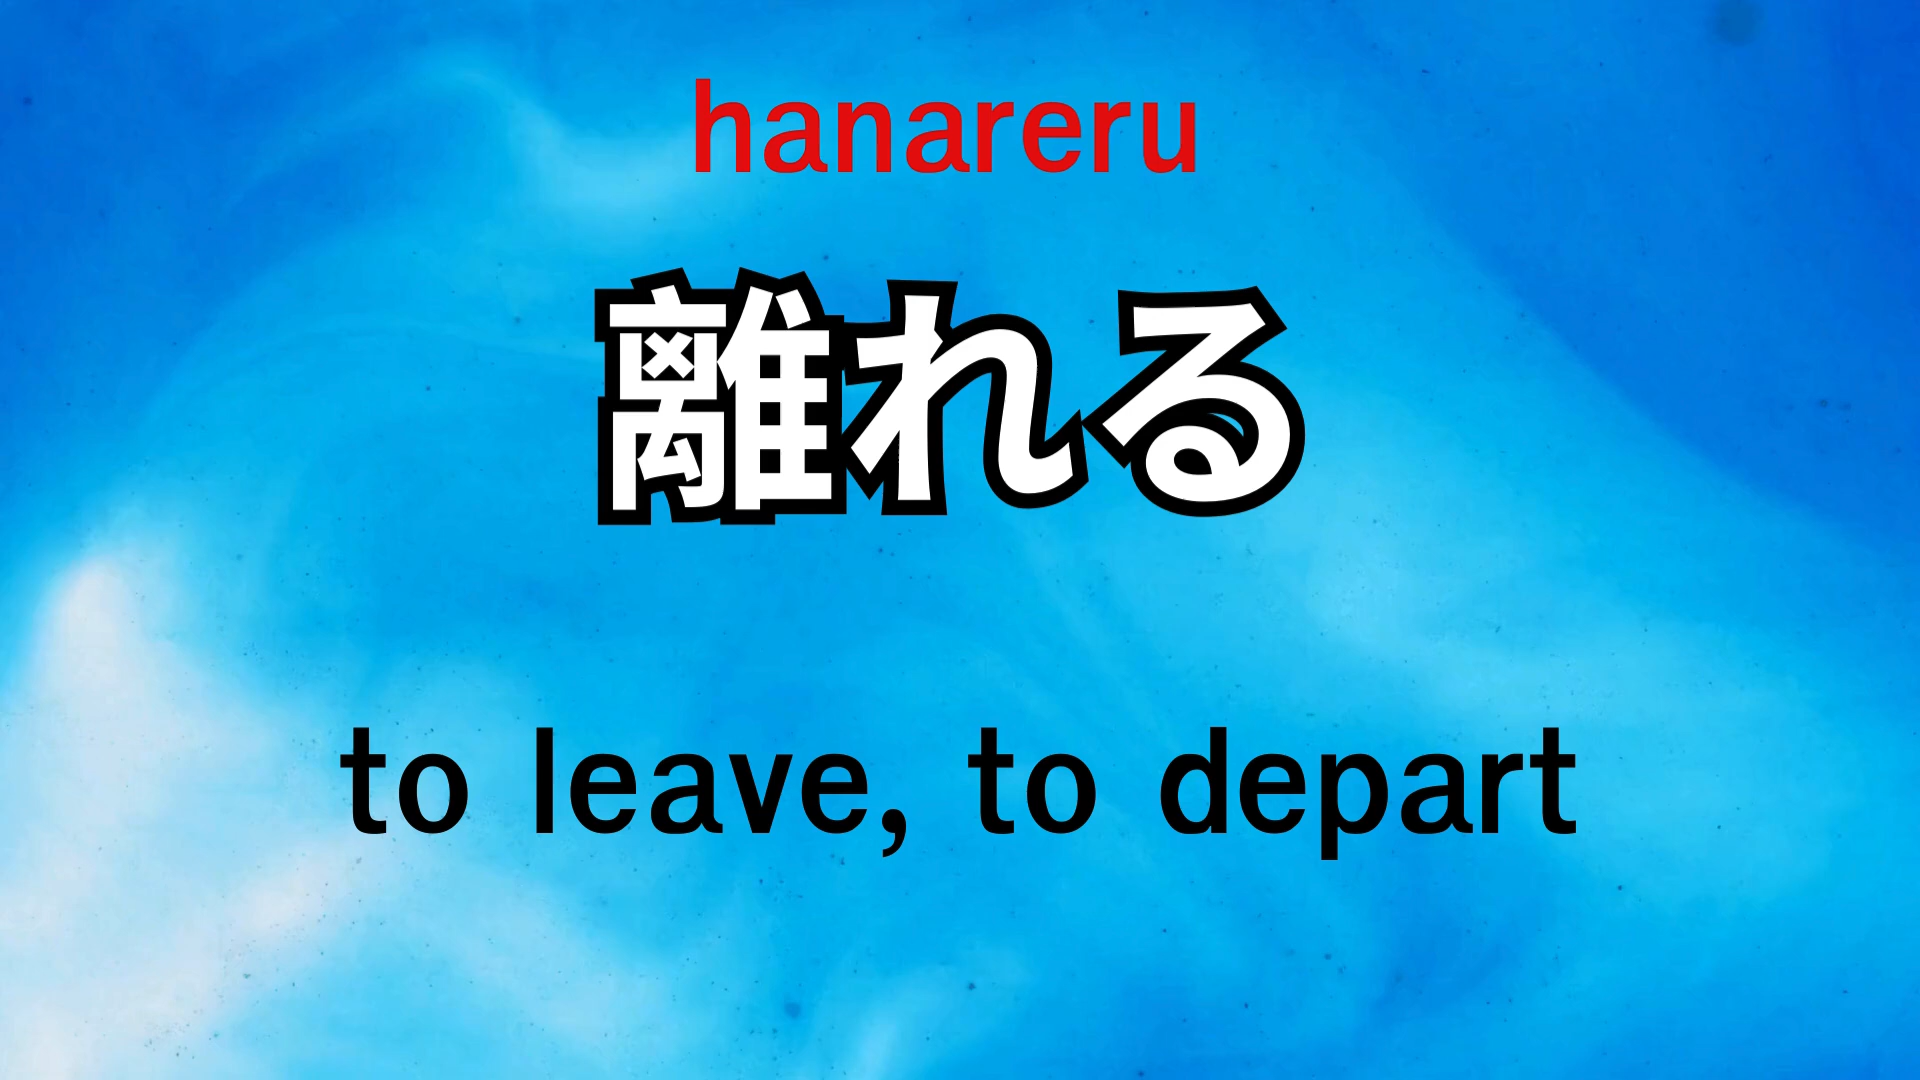 hanareru
離れる
to leave, to depart